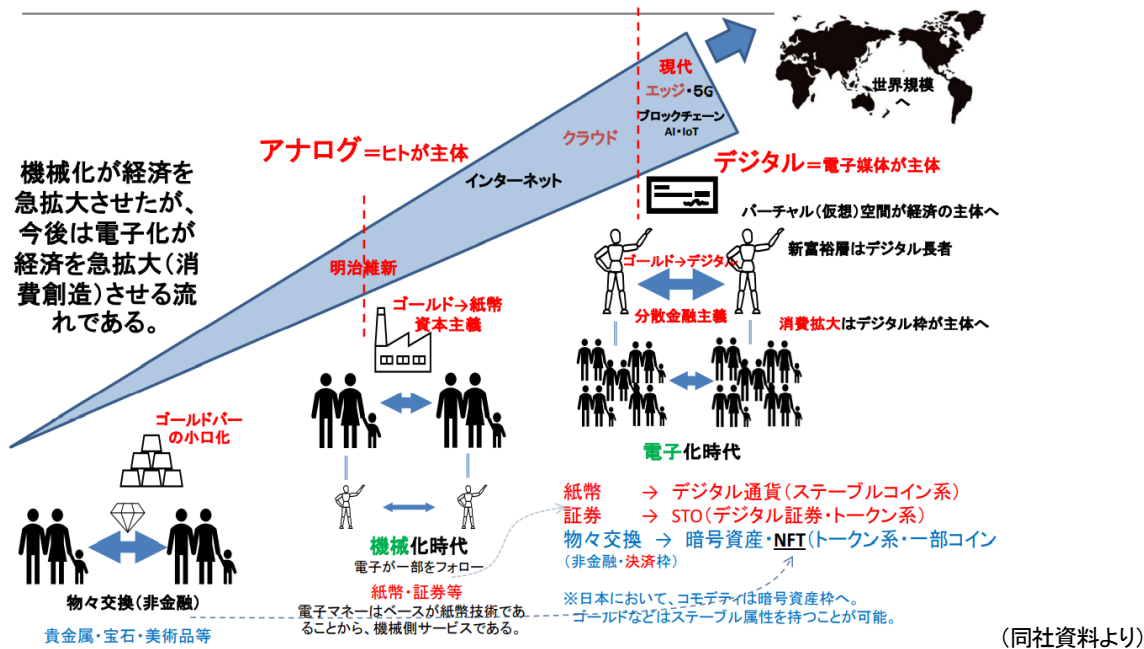 機械化が経済を
急拡大させたが、
今後は電子化が
経済を急拡大(消
費創造)させる流
れである。
アナログ=ヒトが主体
現代
エッジ・5G
ブロックチェーン
AI・IoT
クラウド
インターネット
明治維新
世界規模
へ
デジタル=電子媒体が主体
バーチャル(仮想)空間が経済の主体へ
新富裕層はデジタル長者
ゴールド→デジタル
分散金融主義
消費拡大はデジタル枠が主体へ
電子化時代
ゴールド→紙幣
資本主義
ゴールドバー
の小口化
物々交換(非金融)
貴金属・宝石・美術品等
機械化時代
電子が一部をフォロー
紙幣・証券等
電子マネーはベースが紙幣技術であ
ることから、機械側サービスである。
紙幣 → デジタル通貨(ステーブルコイン系)
証券 → STO(デジタル証券・トークン系)
物々交換 → 暗号資産・NFT(トークン系・一部コイン
(非金融・決済枠)
※日本において、コモデティは暗号資産枠へ。
ゴールドなどはステーブル属性を持つことが可能。
(同社資料より)